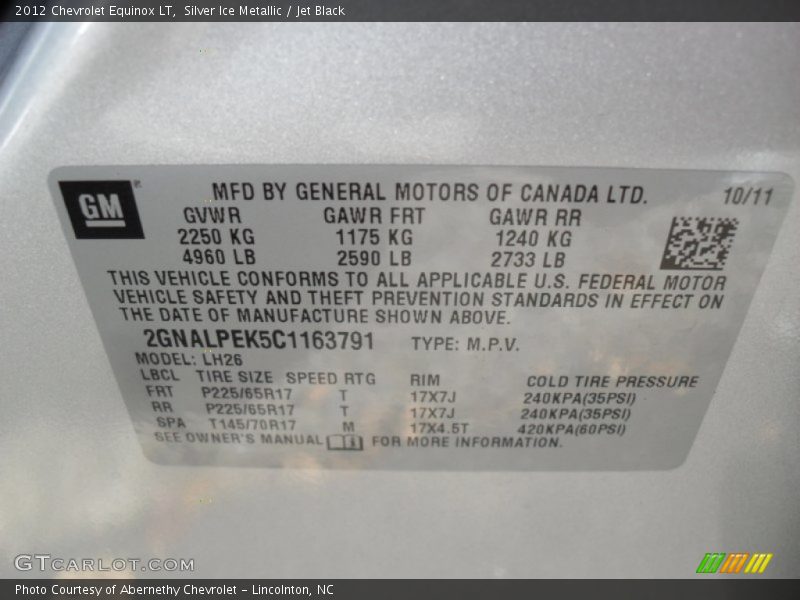 2012 Chevrolet Equinox LT, Silver Ice Metallic / Jet Black
GM
MFD BY GENERAL MOTORS OF CANADA LTD. 10/11
GVWR GAWR FRT GAWR RR
2250 KG 1175 KG 1240 KG
4960 LB 2590 LB 2733 LB
THIS VEHICLE CONFORMS TO ALL APPLICABLE U.S. FEDERAL MOTOR
VEHICLE SAFETY AND THEFT PREVENTION STANDARDS IN EFFECT ON
THE DATE OF MANUFACTURE SHOWN ABOVE.
2GNALPEK5C1163791 TYPE: M.P.V.
MODEL: LH26
LBCL TIRE SIZE SPEED RTG RIM COLD TIRE PRESSURE
FRT P225/65R17 T 17X7J 240KPA(35PSI)
RR P225/65R17 T 17X7J 240KPA(35PSI)
SPA T145/70R17 M 17X4.5T 420KPA(60PSI)
SEE OWNER'S MANUAL FOR MORE INFORMATION.
GTCARLOT.COM
Photo Courtesy of Abernethy Chevrolet – Lincolnton, NC